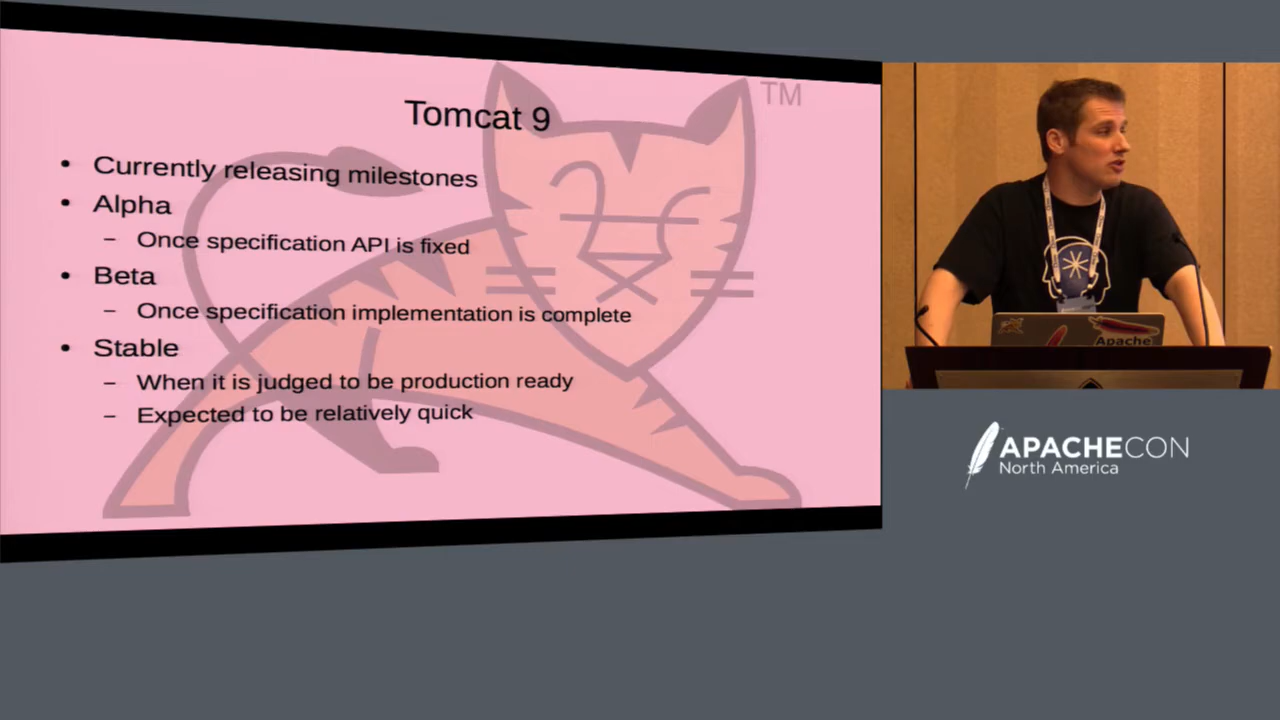 TM
Tomcat 9
• Currently releasing milestones
• Alpha
– Once specification API is fixed
• Beta
– Once specification implementation is complete
• Stable
– When it is judged to be production ready
– Expected to be relatively quick
Apache
APACHECON
North America